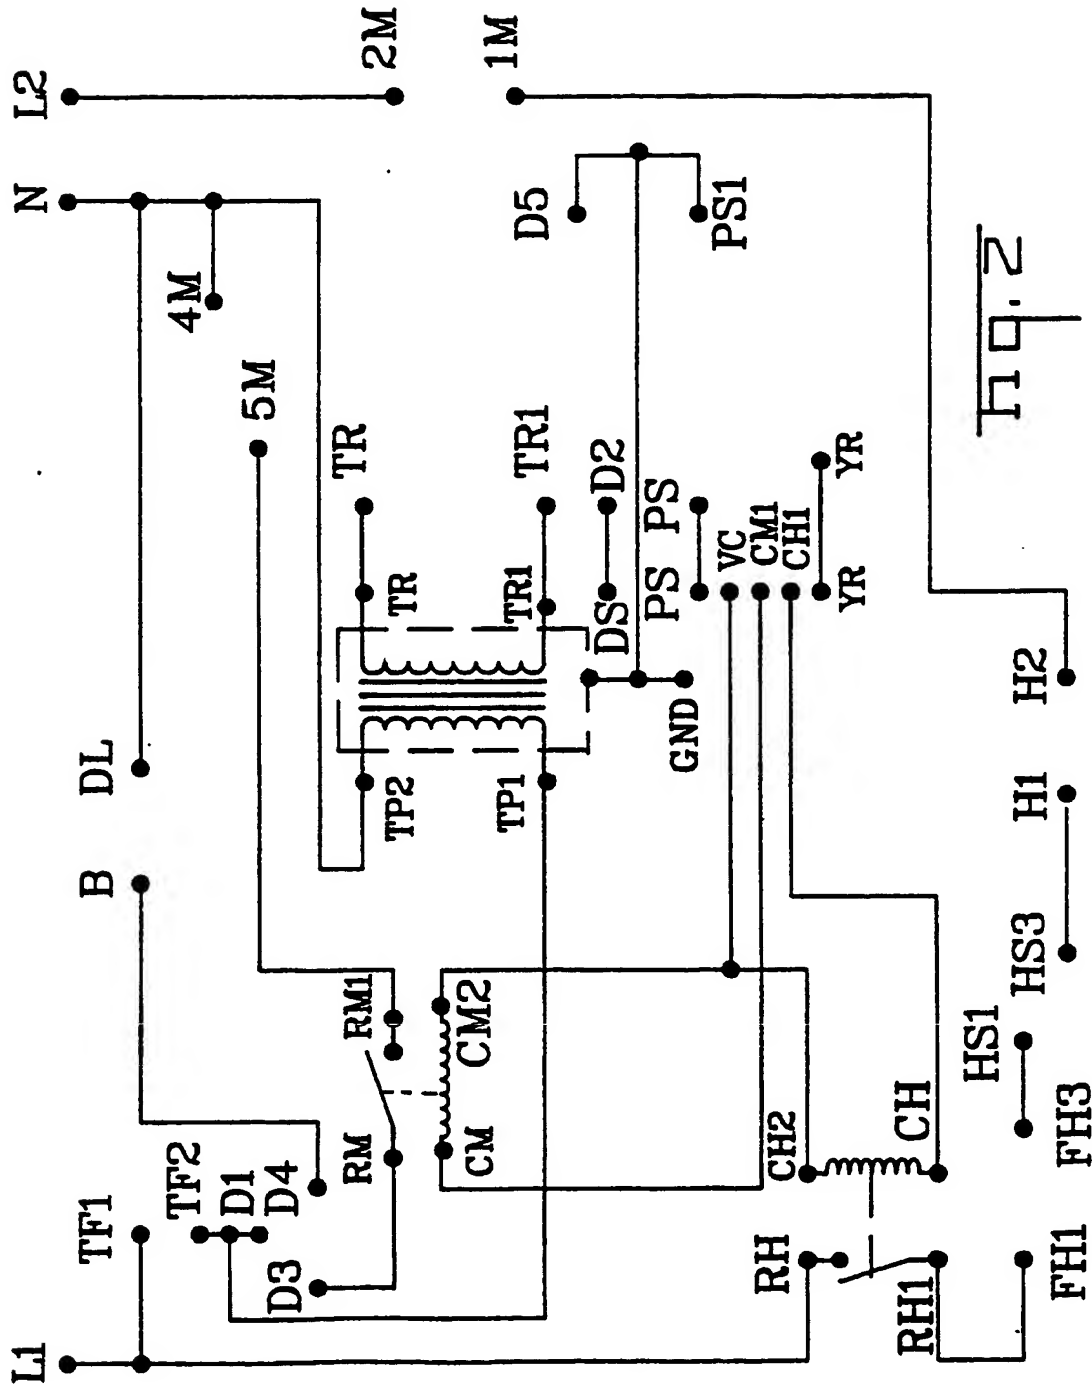 L1
N
L2
TF1
B
DL
TF2
4M
D1
5M
D3
D4
RM
RM1
TR
2M
TP2
TR
CM
CM2
TP1
TR1
TR1
D5
1M
DS
D2
PS
PS
GND
VC
PS1
CM1
RH
CH2
CH1
YR
YR
RH1
CH
HS1
Fig. 2
HS3
H1
H2
FH1
FH3